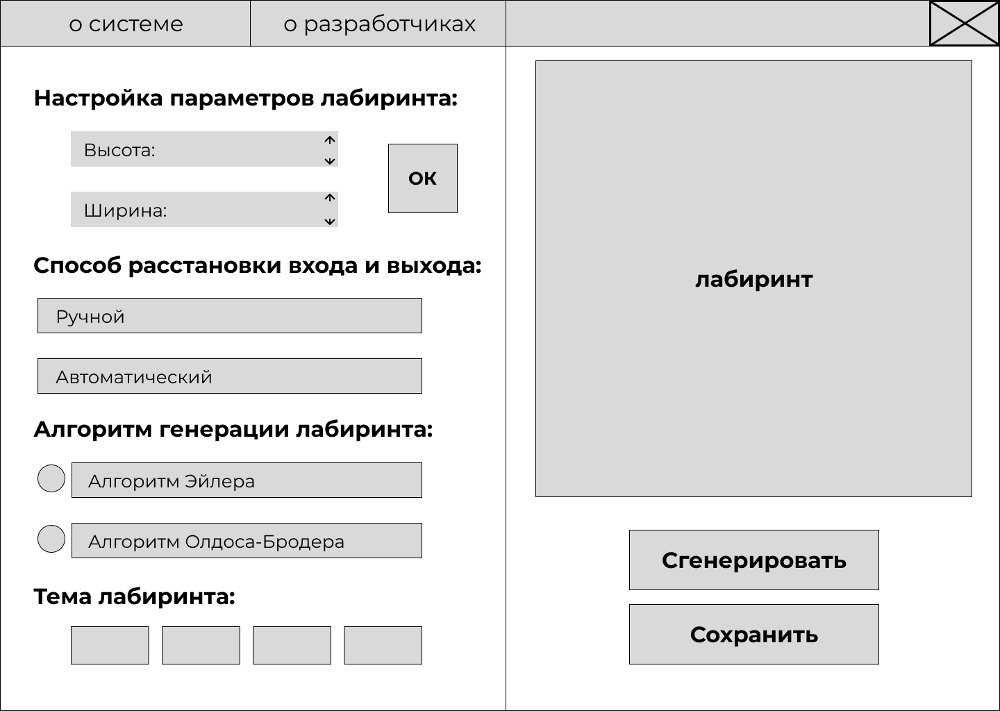 о системе
о разработчиках
Настройка параметров лабиринта:
Высота:
Ширина:
ОК
Способ расстановки входа и выхода:
Ручной
Автоматический
Алгоритм генерации лабиринта:
Алгоритм Эйлера
Алгоритм Олдоса-Бродера
Тема лабиринта:
лабиринт
Сгенерировать
Сохранить